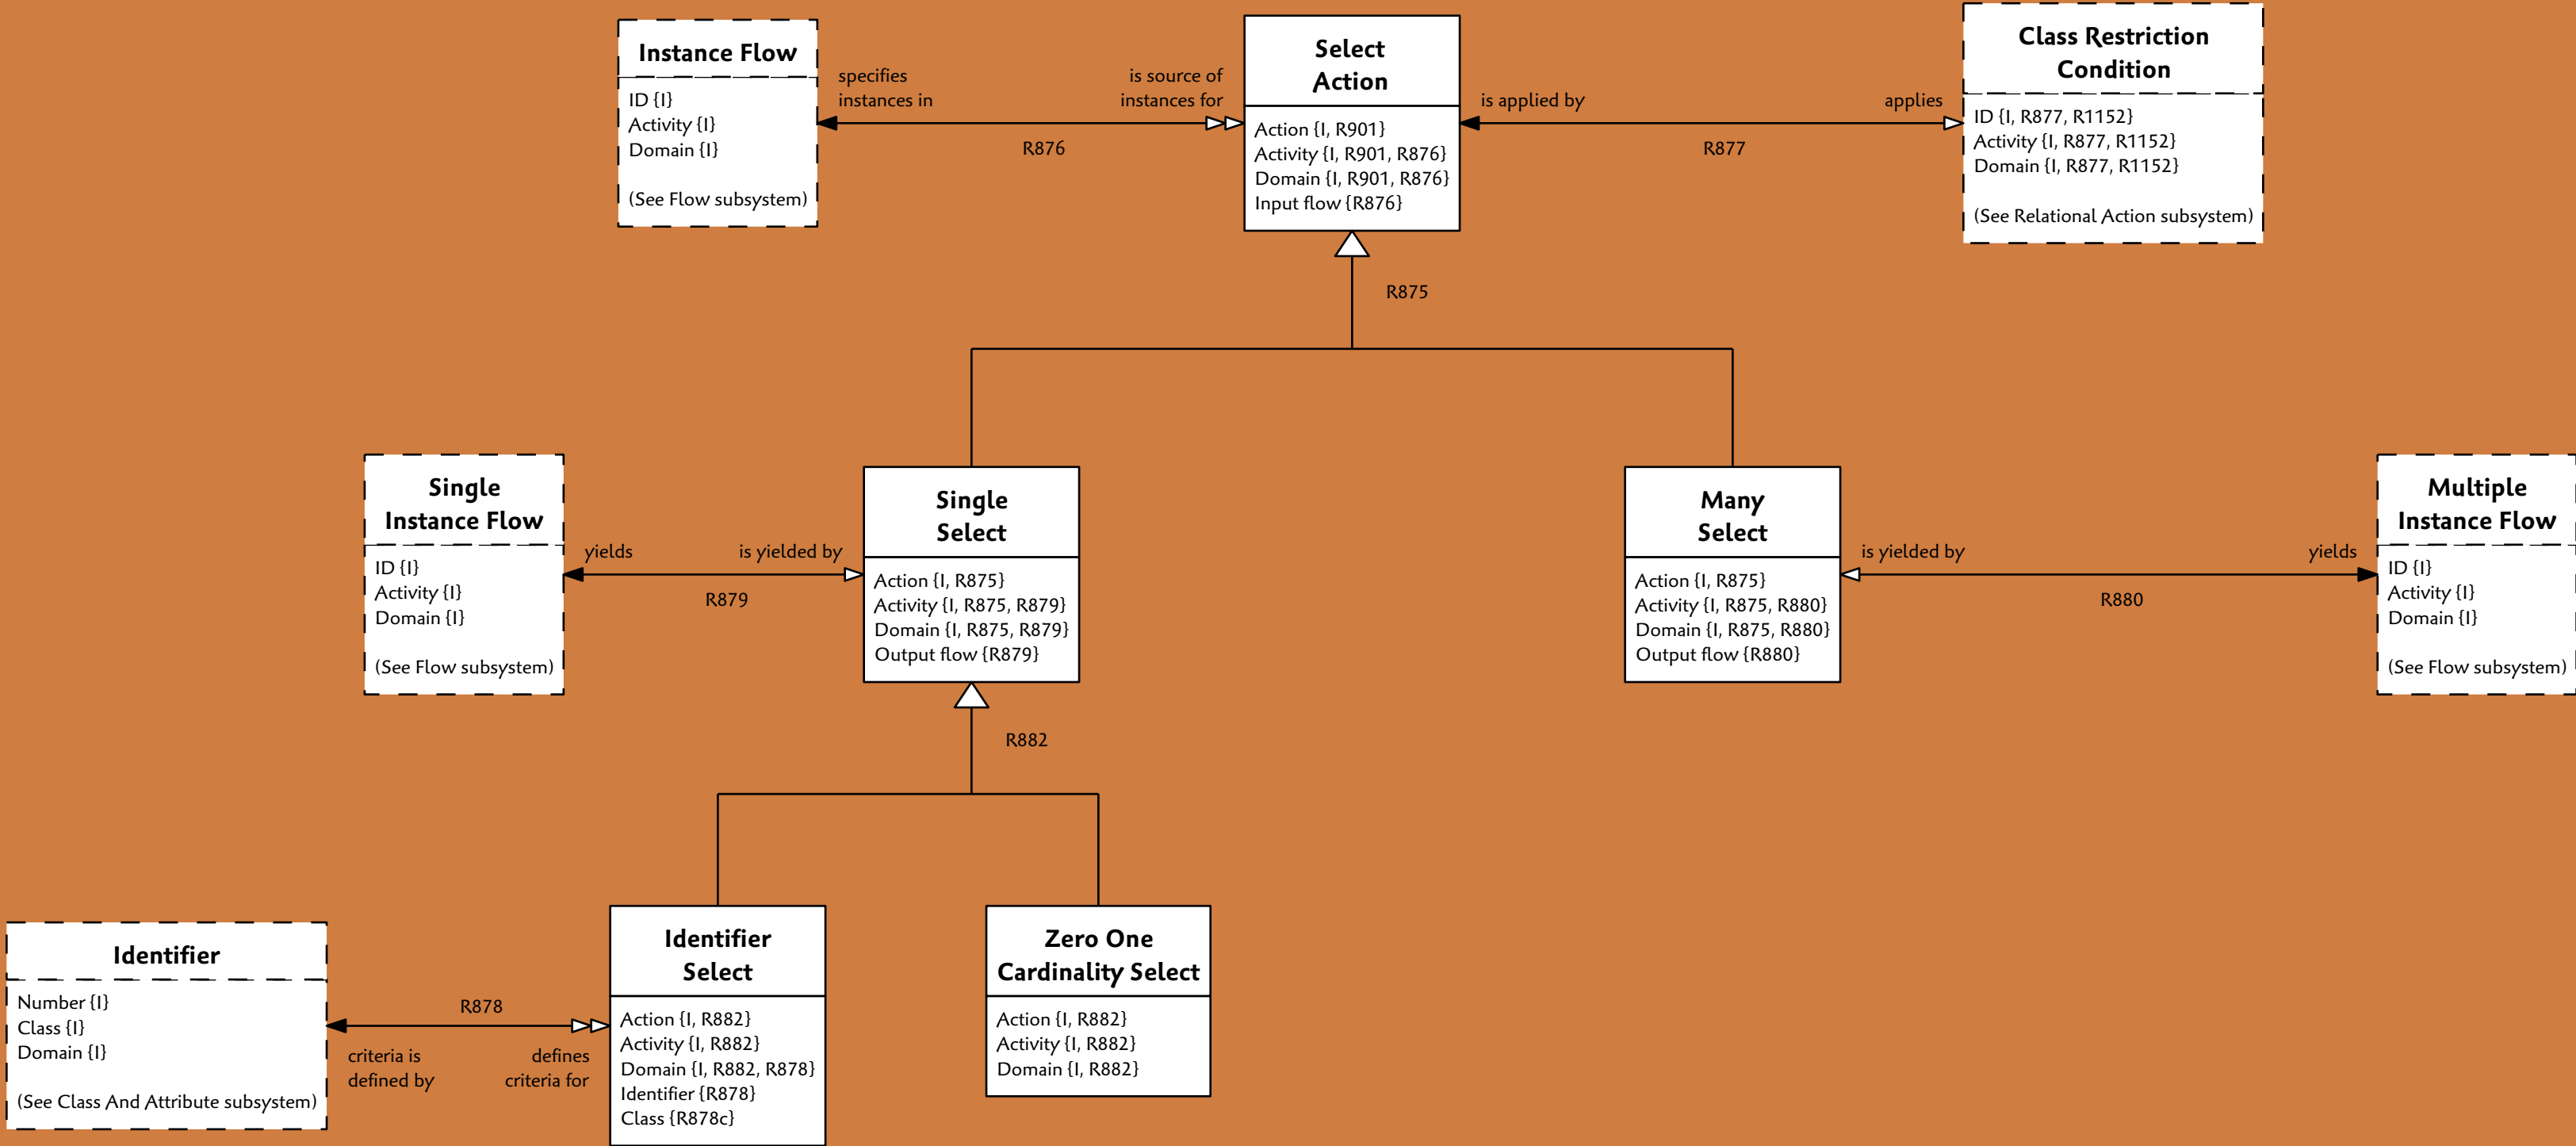 Instance Flow
ID {I}
Activity {I}
Domain {I}
(See Flow subsystem)
specifies
instances in
is source of
instances for
R876
Select
Action
Action {I, R901}
Activity {I, R901, R876}
Domain {I, R901, R876}
Input flow {R876}
is applied by
applies
R877
Class Restriction
Condition
ID {I, R877, R1152}
Activity {I, R877, R1152}
Domain {I, R877, R1152}
(See Relational Action subsystem)
R875
Single
Instance Flow
ID {I}
Activity {I}
Domain {I}
(See Flow subsystem)
yields
is yielded by
R879
Single
Select
Action {I, R875}
Activity {I, R875, R879}
Domain {I, R875, R879}
Output flow {R879}
Many
Select
Action {I, R875}
Activity {I, R875, R880}
Domain {I, R875, R880}
Output flow {R880}
is yielded by
yields
R880
Multiple
Instance Flow
ID {I}
Activity {I}
Domain {I}
(See Flow subsystem)
R882
Identifier
Number {I}
Class {I}
Domain {I}
(See Class And Attribute subsystem)
R878
criteria is
defined by
defines
criteria for
Identifier
Select
Action {I, R882}
Activity {I, R882}
Domain {I, R882, R878}
Identifier {R878}
Class {R878c}
Zero One
Cardinality Select
Action {I, R882}
Activity {I, R882}
Domain {I, R882}